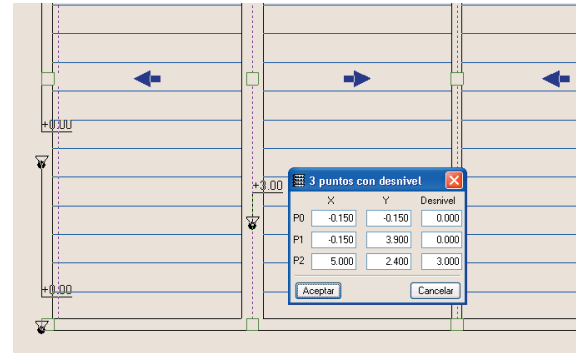 +0.00
+3.00
3 puntos con desnivel
X Y Desnivel
P0 -0.150 -0.150 0.000
P1 -0.150 3.900 0.000
P2 5.000 2.400 3.000
Aceptar Cancelar
+0.00